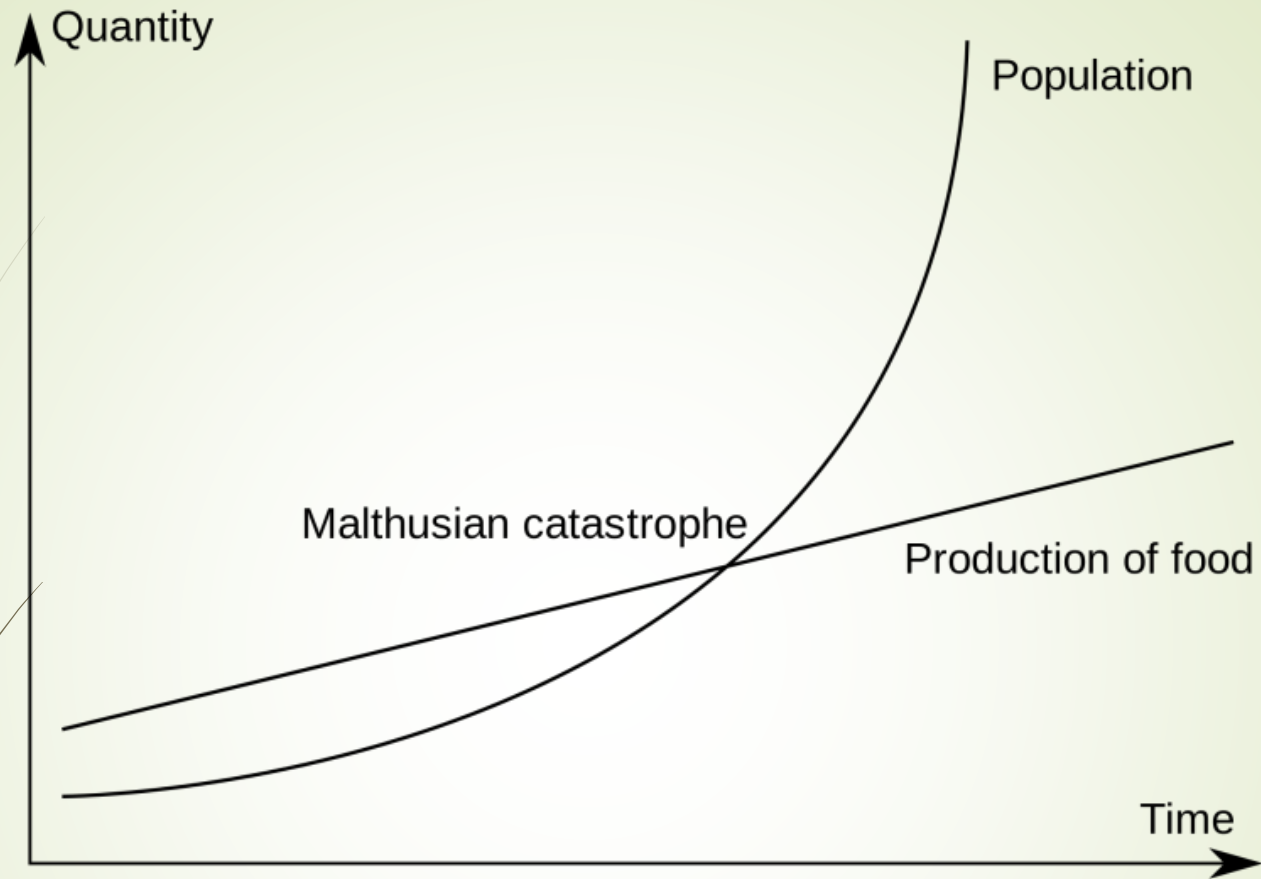 Quantity
Population
Malthusian catastrophe
Production of food
Time